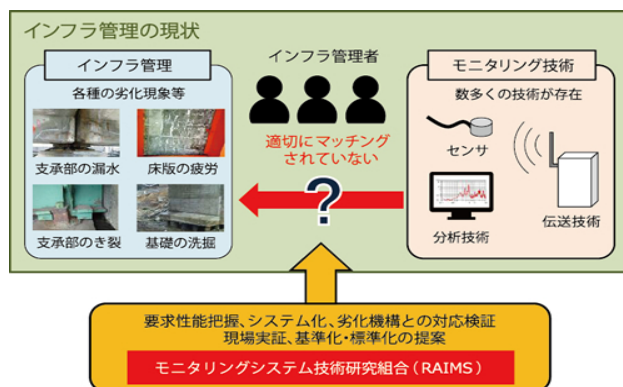 インフラ管理の現状
インフラ管理
各種の劣化現象等
支承部の漏水
床版の疲労
支承部のき裂
基礎の洗掘
インフラ管理者
適切にマッチング
されていない
?
モニタリング技術
数多くの技術が存在
センサ
分析技術
伝送技術
要求性能把握、システム化、劣化機構との対応検証
現場実証、基準化・標準化の提案
モニタリングシステム技術研究組合(RAIMS)